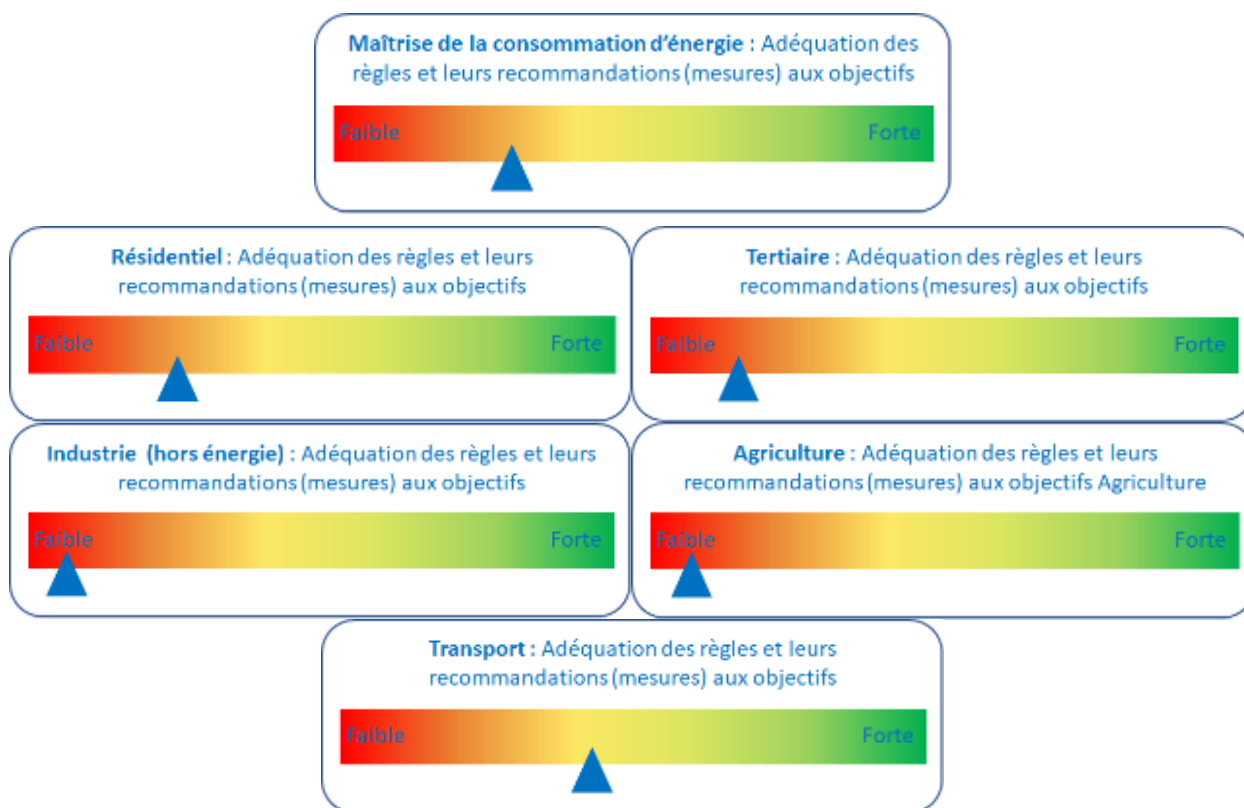 Maîtrise de la consommation d'énergie : Adéquation des
règles et leurs recommandations (mesures) aux objectifs
Faible Forte
Résidentiel : Adéquation des règles et leurs
recommandations (mesures) aux objectifs
Faible Forte
Tertiaire : Adéquation des règles et leurs
recommandations (mesures) aux objectifs
Faible Forte
Industrie (hors énergie) : Adéquation des règles et leurs
recommandations (mesures) aux objectifs
Faible Forte
Agriculture : Adéquation des règles et leurs
recommandations (mesures) aux objectifs Agriculture
Faible Forte
Transport : Adéquation des règles et leurs
recommandations (mesures) aux objectifs
Faible Forte